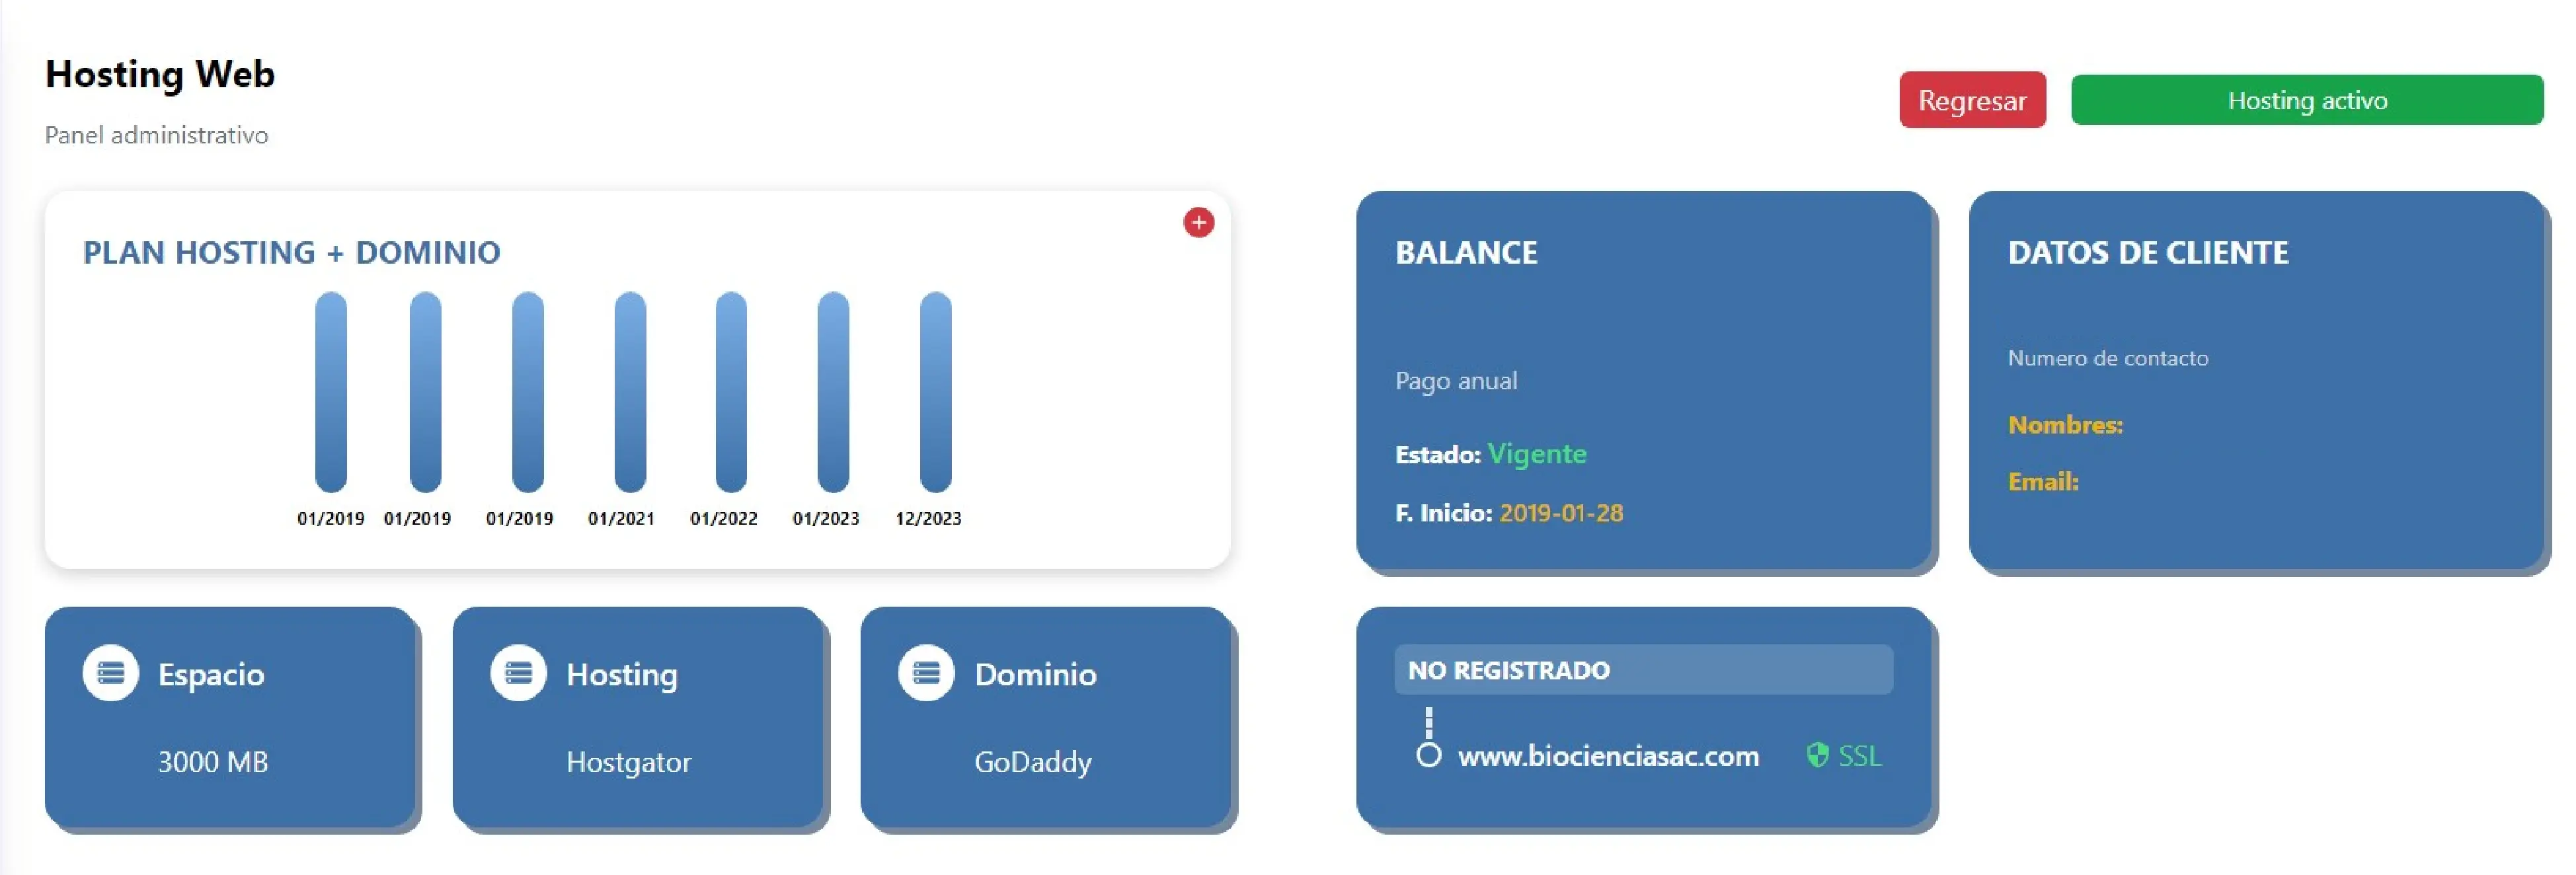 Hosting Web
Panel administrativo
Regresar
Hosting activo
PLAN HOSTING + DOMINIO
01/2019 01/2019 01/2019 01/2021 01/2022 01/2023 12/2023
BALANCE
Pago anual
Estado: Vigente
F. Inicio: 2019-01-28
DATOS DE CLIENTE
Numero de contacto
Nombres:
Email:
Espacio
3000 MB
Hosting
Hostgator
Dominio
GoDaddy
NO REGISTRADO
www.biocienciasac.com SSL